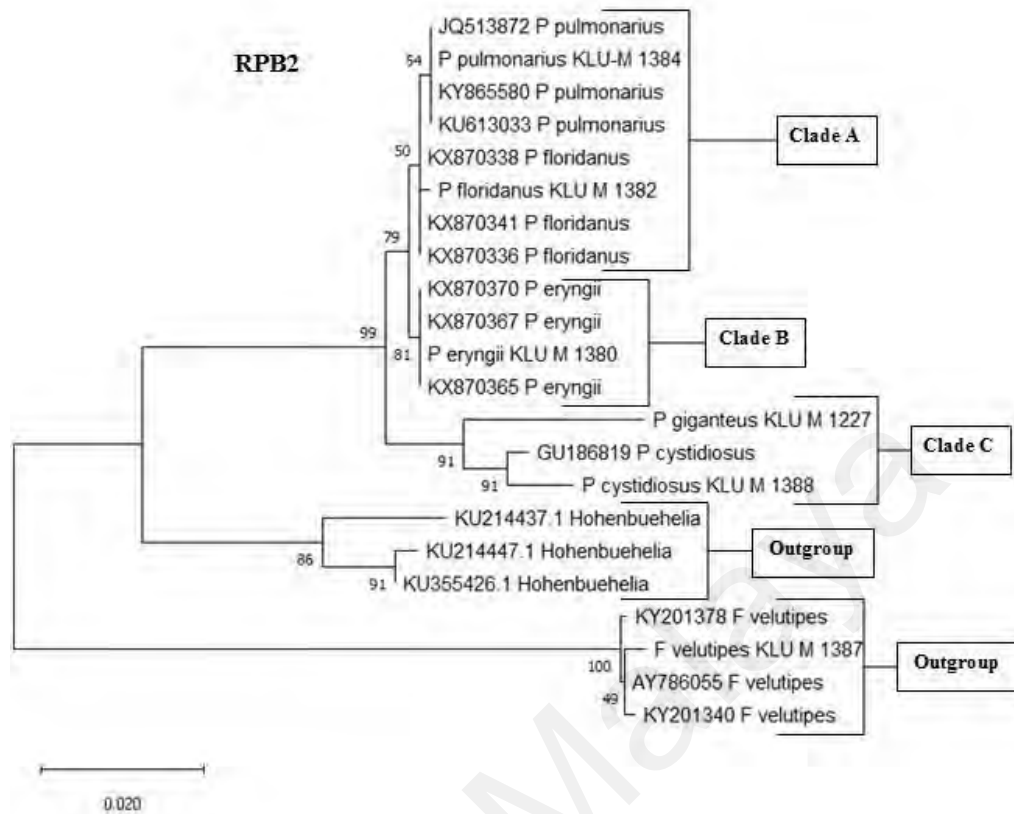 RPB2
JQ513872 P pulmonarius
P pulmonarius KLU-M 1384
KY865580 P pulmonarius
KU613033 P pulmonarius
KX870338 P floridanus
P floridanus KLU M 1382
KX870341 P floridanus
KX870336 P floridanus
KX870370 P eryngii
KX870367 P eryngii
P eryngii KLU M 1380
KX870365 P eryngii
P giganteus KLU M 1227
GU186819 P cystidiosus
P cystidiosus KLU M 1388
KU214437.1 Hohenbuehelia
KU214447.1 Hohenbuehelia
KU355426.1 Hohenbuehelia
KY201378 F velutipes
F velutipes KLU M 1387
AY786055 F velutipes
KY201340 F velutipes
Clade A
Clade B
Clade C
Outgroup
Outgroup
54
50
79
99
81
91
91
86
91
100
49
0.020
Malaya